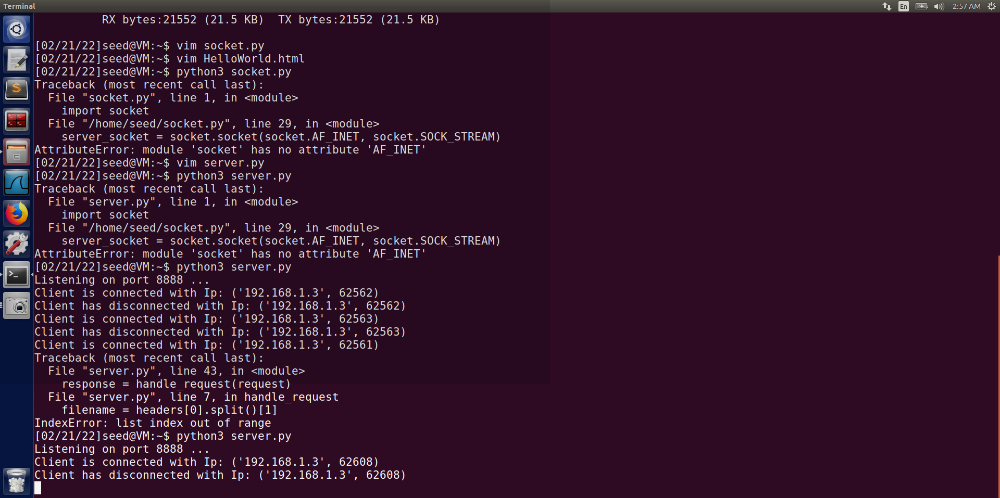 Terminal
En
2:57 AM
RX bytes:21552 (21.5 KB)  TX bytes:21552 (21.5 KB)
[02/21/22]seed@VM:~$ vim socket.py
[02/21/22]seed@VM:~$ vim HelloWorld.html
[02/21/22]seed@VM:~$ python3 socket.py
Traceback (most recent call last):
  File "socket.py", line 1, in <module>
    import socket
  File "/home/seed/socket.py", line 29, in <module>
    server_socket = socket.socket(socket.AF_INET, socket.SOCK_STREAM)
AttributeError: module 'socket' has no attribute 'AF_INET'
[02/21/22]seed@VM:~$ vim server.py
[02/21/22]seed@VM:~$ python3 server.py
Traceback (most recent call last):
  File "server.py", line 1, in <module>
    import socket
  File "/home/seed/socket.py", line 29, in <module>
    server_socket = socket.socket(socket.AF_INET, socket.SOCK_STREAM)
AttributeError: module 'socket' has no attribute 'AF_INET'
[02/21/22]seed@VM:~$ python3 server.py
Listening on port 8888 ...
Client is connected with Ip: ('192.168.1.3', 62562)
Client has disconnected with Ip: ('192.168.1.3', 62562)
Client is connected with Ip: ('192.168.1.3', 62563)
Client has disconnected with Ip: ('192.168.1.3', 62563)
Client is connected with Ip: ('192.168.1.3', 62561)
Traceback (most recent call last):
  File "server.py", line 43, in <module>
    response = handle_request(request)
  File "server.py", line 7, in handle_request
    filename = headers[0].split()[1]
IndexError: list index out of range
[02/21/22]seed@VM:~$ python3 server.py
Listening on port 8888 ...
Client is connected with Ip: ('192.168.1.3', 62608)
Client has disconnected with Ip: ('192.168.1.3', 62608)